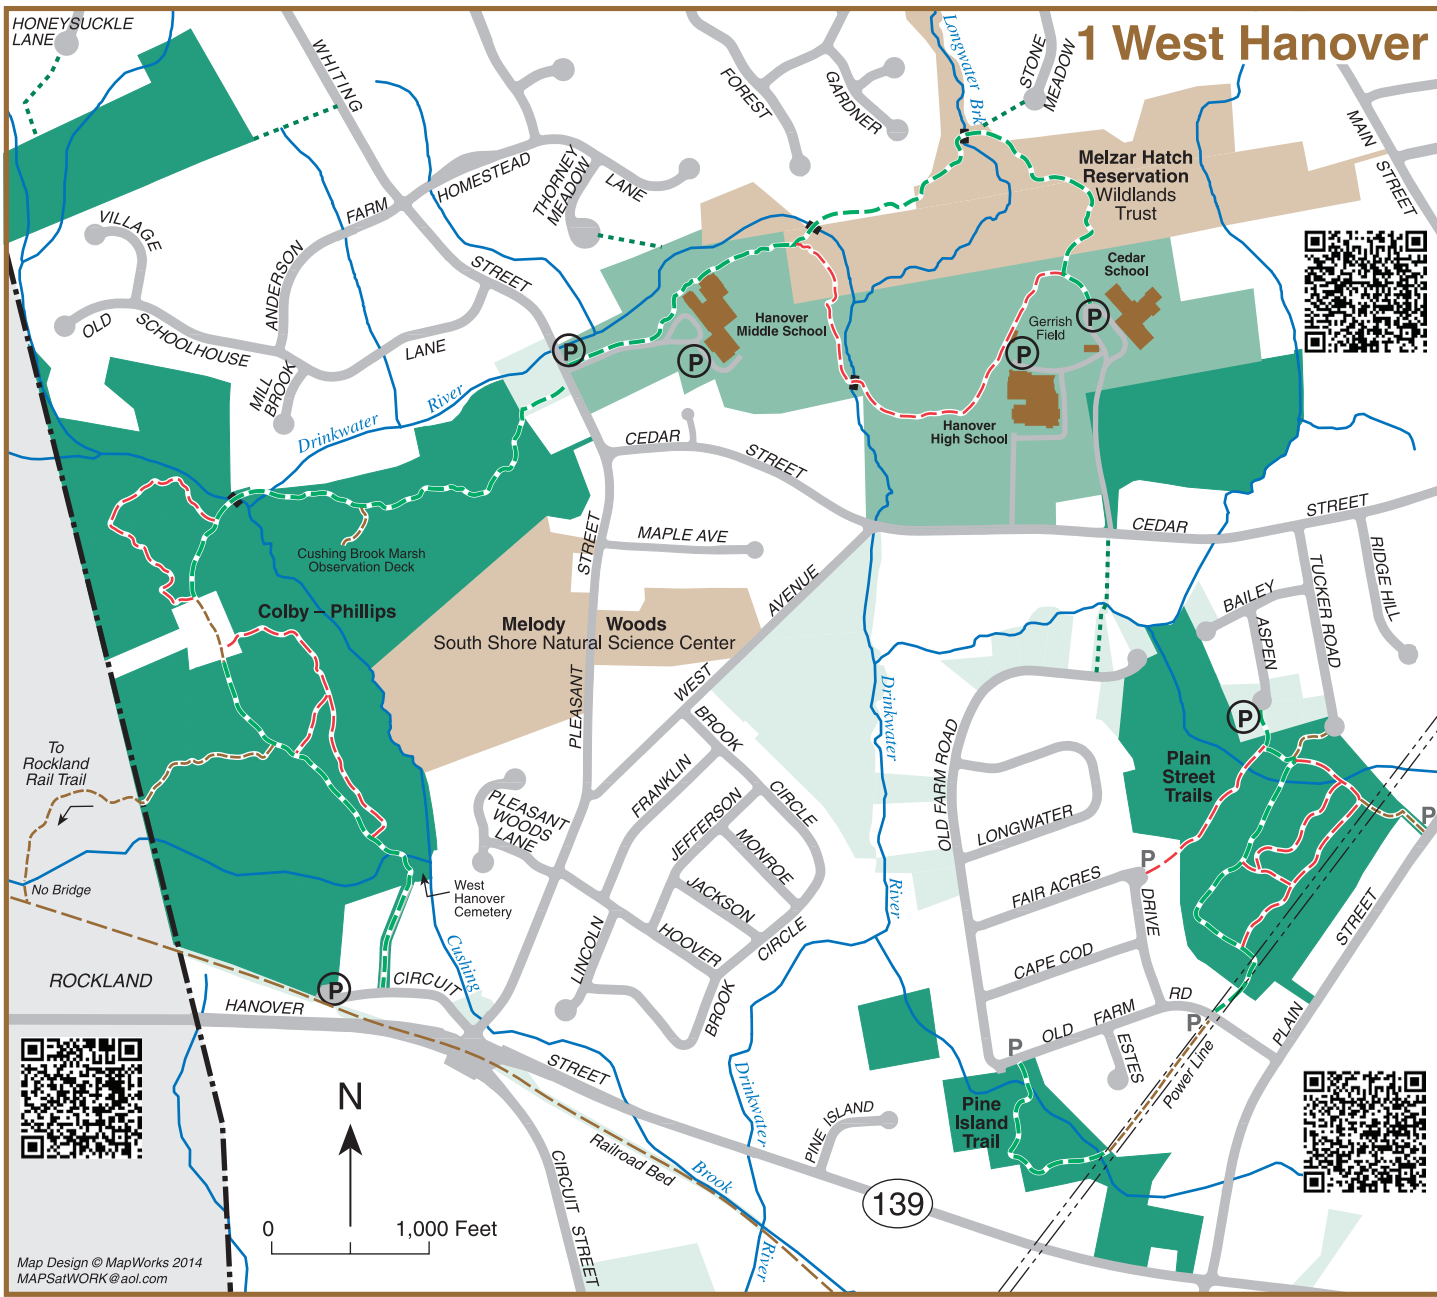 1 West Hanover
HONEYSUCKLE
LANE
WHITING
STREET
FOREST
GARDNER
Longwater Brk
STONE
MEADOW
MAIN
STREET
HOMESTEAD
FARM
THORNEY
MEADOW
LANE
Melzar Hatch
Reservation
Wildlands
Trust
VILLAGE
ANDERSON
OLD
SCHOOLHOUSE
LANE
MILL
BROOK
Cedar
School
Gerrish
Field
P
P
P
P
Hanover
Middle School
Hanover
High School
Drinkwater
River
CEDAR
STREET
CEDAR
STREET
MAPLE AVE
PLEASANT
STREET
Cushing Brook Marsh
Observation Deck
Colby – Phillips
Melody Woods
South Shore Natural Science Center
WEST
AVENUE
BAILEY
ASPEN
TUCKER ROAD
RIDGE HILL
P
Plain
Street
Trails
P
P
To
Rockland
Rail Trail
No Bridge
BROOK
CIRCLE
FRANKLIN
JEFFERSON
MONROE
JACKSON
HOOVER
LINCOLN
BROOK
CIRCLE
PLEASANT
WOODS
LANE
Drinkwater
River
OLD FARM ROAD
LONGWATER
FAIR ACRES
DRIVE
CAPE COD
OLD
FARM
RD
ESTES
P
P
Power Line
PLAIN
STREET
West
Hanover
Cemetery
Cushing
Brook
ROCKLAND
P
CIRCUIT
HANOVER
STREET
CIRCUIT STREET
Railroad Bed
Drinkwater
River
PINE ISLAND
Pine
Island
Trail
139
N
0
1,000 Feet
Map Design © MapWorks 2014
MAPSatWORK@aol.com